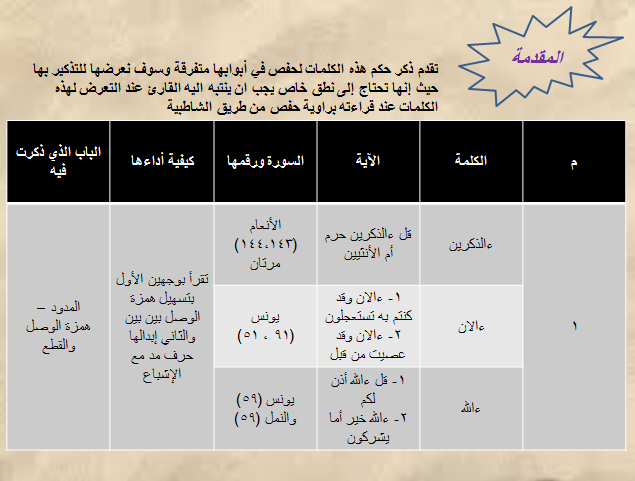 المقدمة
تقدم ذكر حكم هذه الكلمات لحفص في أبوابها متفرقة وسوف نعرضها للتذكير بها
حيث إنها تحتاج إلى نطق خاص يجب ان ينتبه اليه القارئ عند التعرض لهذه
الكلمات عند قراءته براوية حفص من طريق الشاطبية
م
الكلمة
الآية
السورة ورقمها
كيفية أداءها
الباب الذي ذكرت
فيه
١
ءالذكرين
قل ءالذكرين حرم
أم الأنثيين
الأنعام
(١٤٤،١٤٣)
مرتان
تقرأ بوجهين الأول
بتسهيل همزة
الوصل بين بين
والثاني إبدالها
حرف مد مع
الإشباع
المدود –
همزة الوصل
والقطع
ءالان
١- ءالان وقد
كنتم به تستعجلون
٢- ءالان وقد
عصيت من قبل
يونس
(٩١ ، ٥١)
ءالله
١- قل ءالله أذن
لكم
٢- ءالله خير أما
يشركون
يونس (٥٩)
والنمل (٥٩)